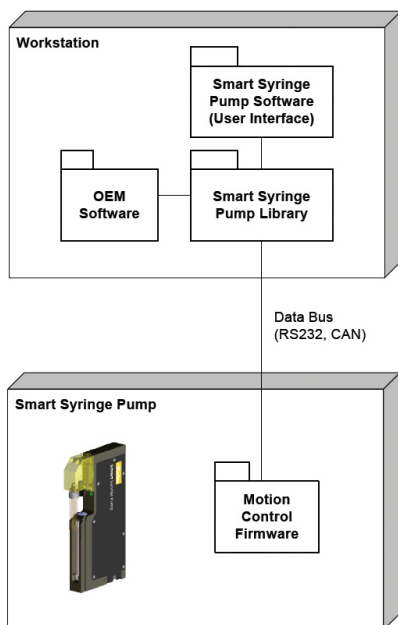 Workstation
Smart Syringe
Pump Software
(User Interface)
OEM
Software
Smart Syringe
Pump Library
Data Bus
(RS232, CAN)
Smart Syringe Pump
Motion
Control
Firmware